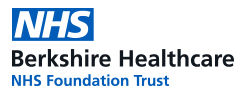 NHS
Berkshire Healthcare
NHS Foundation Trust